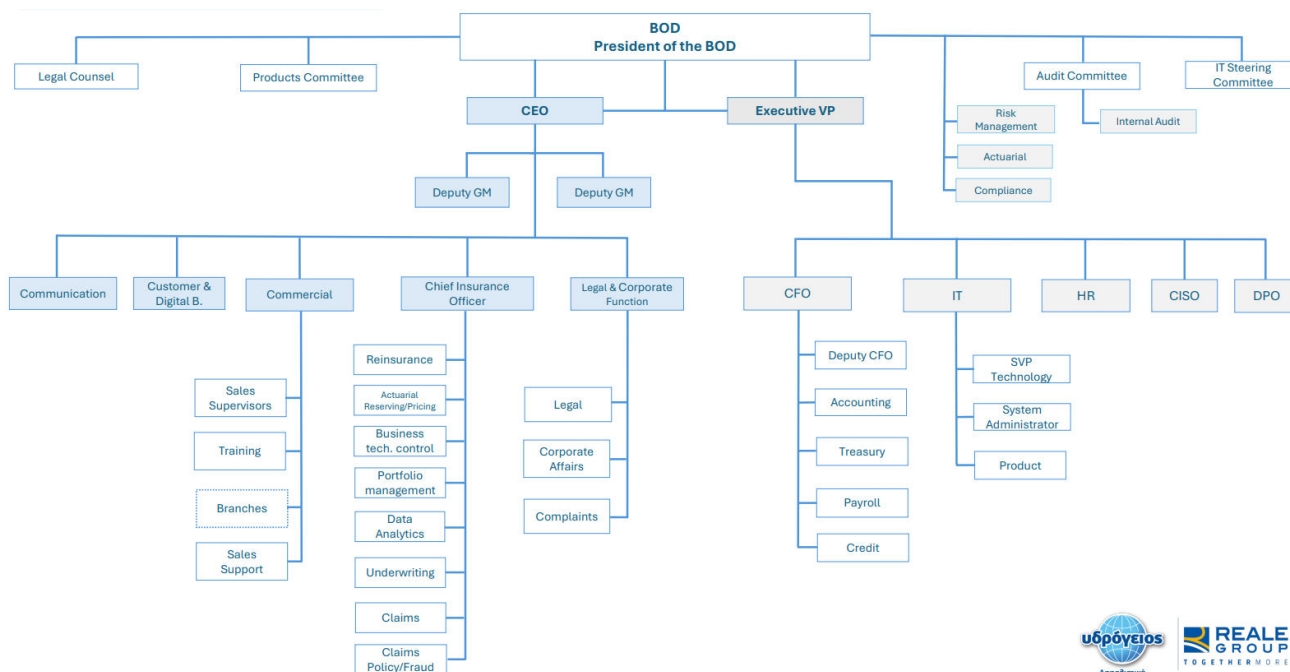 BOD
President of the BOD
Legal Counsel
Products Committee
Audit Committee
IT Steering
Committee
CEO
Executive VP
Risk
Management
Internal Audit
Actuarial
Compliance
Deputy GM
Deputy GM
Communication
Customer &
Digital B.
Commercial
Chief Insurance
Officer
Legal & Corporate
Function
CFO
IT
HR
CISO
DPO
Sales
Supervisors
Training
Branches
Sales
Support
Reinsurance
Actuarial
Reserving/Pricing
Business
tech. control
Portfolio
management
Data
Analytics
Underwriting
Claims
Claims
Policy/Fraud
Legal
Corporate
Affairs
Complaints
Deputy CFO
Accounting
Treasury
Payroll
Credit
SVP
Technology
System
Administrator
Product
υδρόγειος
REALE
GROUP
TOGETHERMORE